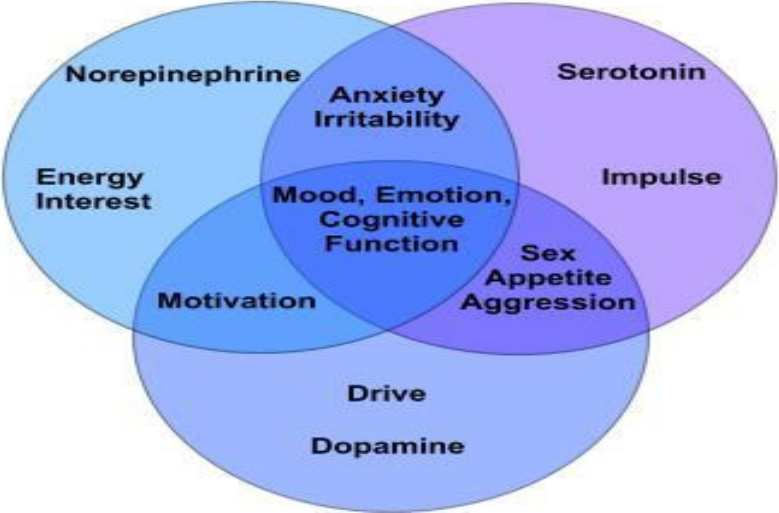 Norepinephrine
Serotonin
Anxiety
Irritability
Energy
Interest
Impulse
Mood, Emotion,
Cognitive
Function
Sex
Appetite
Aggression
Motivation
Drive
Dopamine